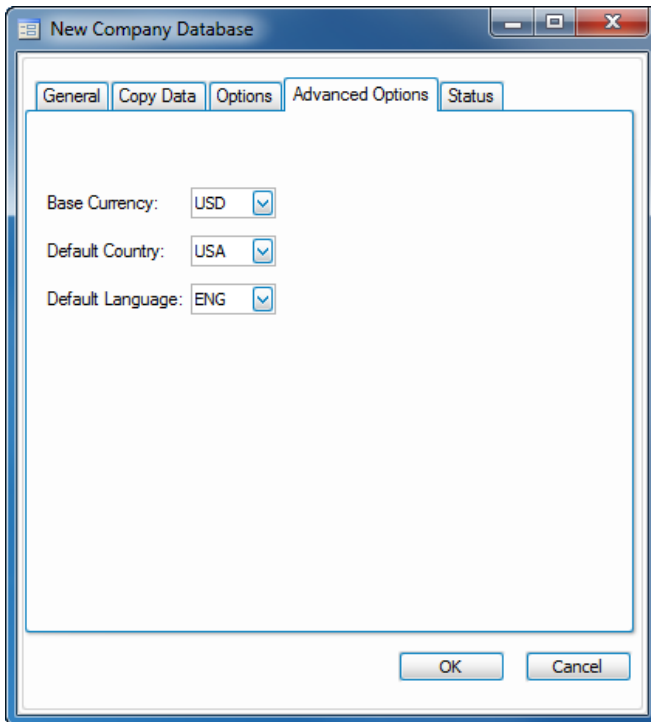 New Company Database
General Copy Data Options Advanced Options Status
Base Currency: USD
Default Country: USA
Default Language: ENG
OK Cancel